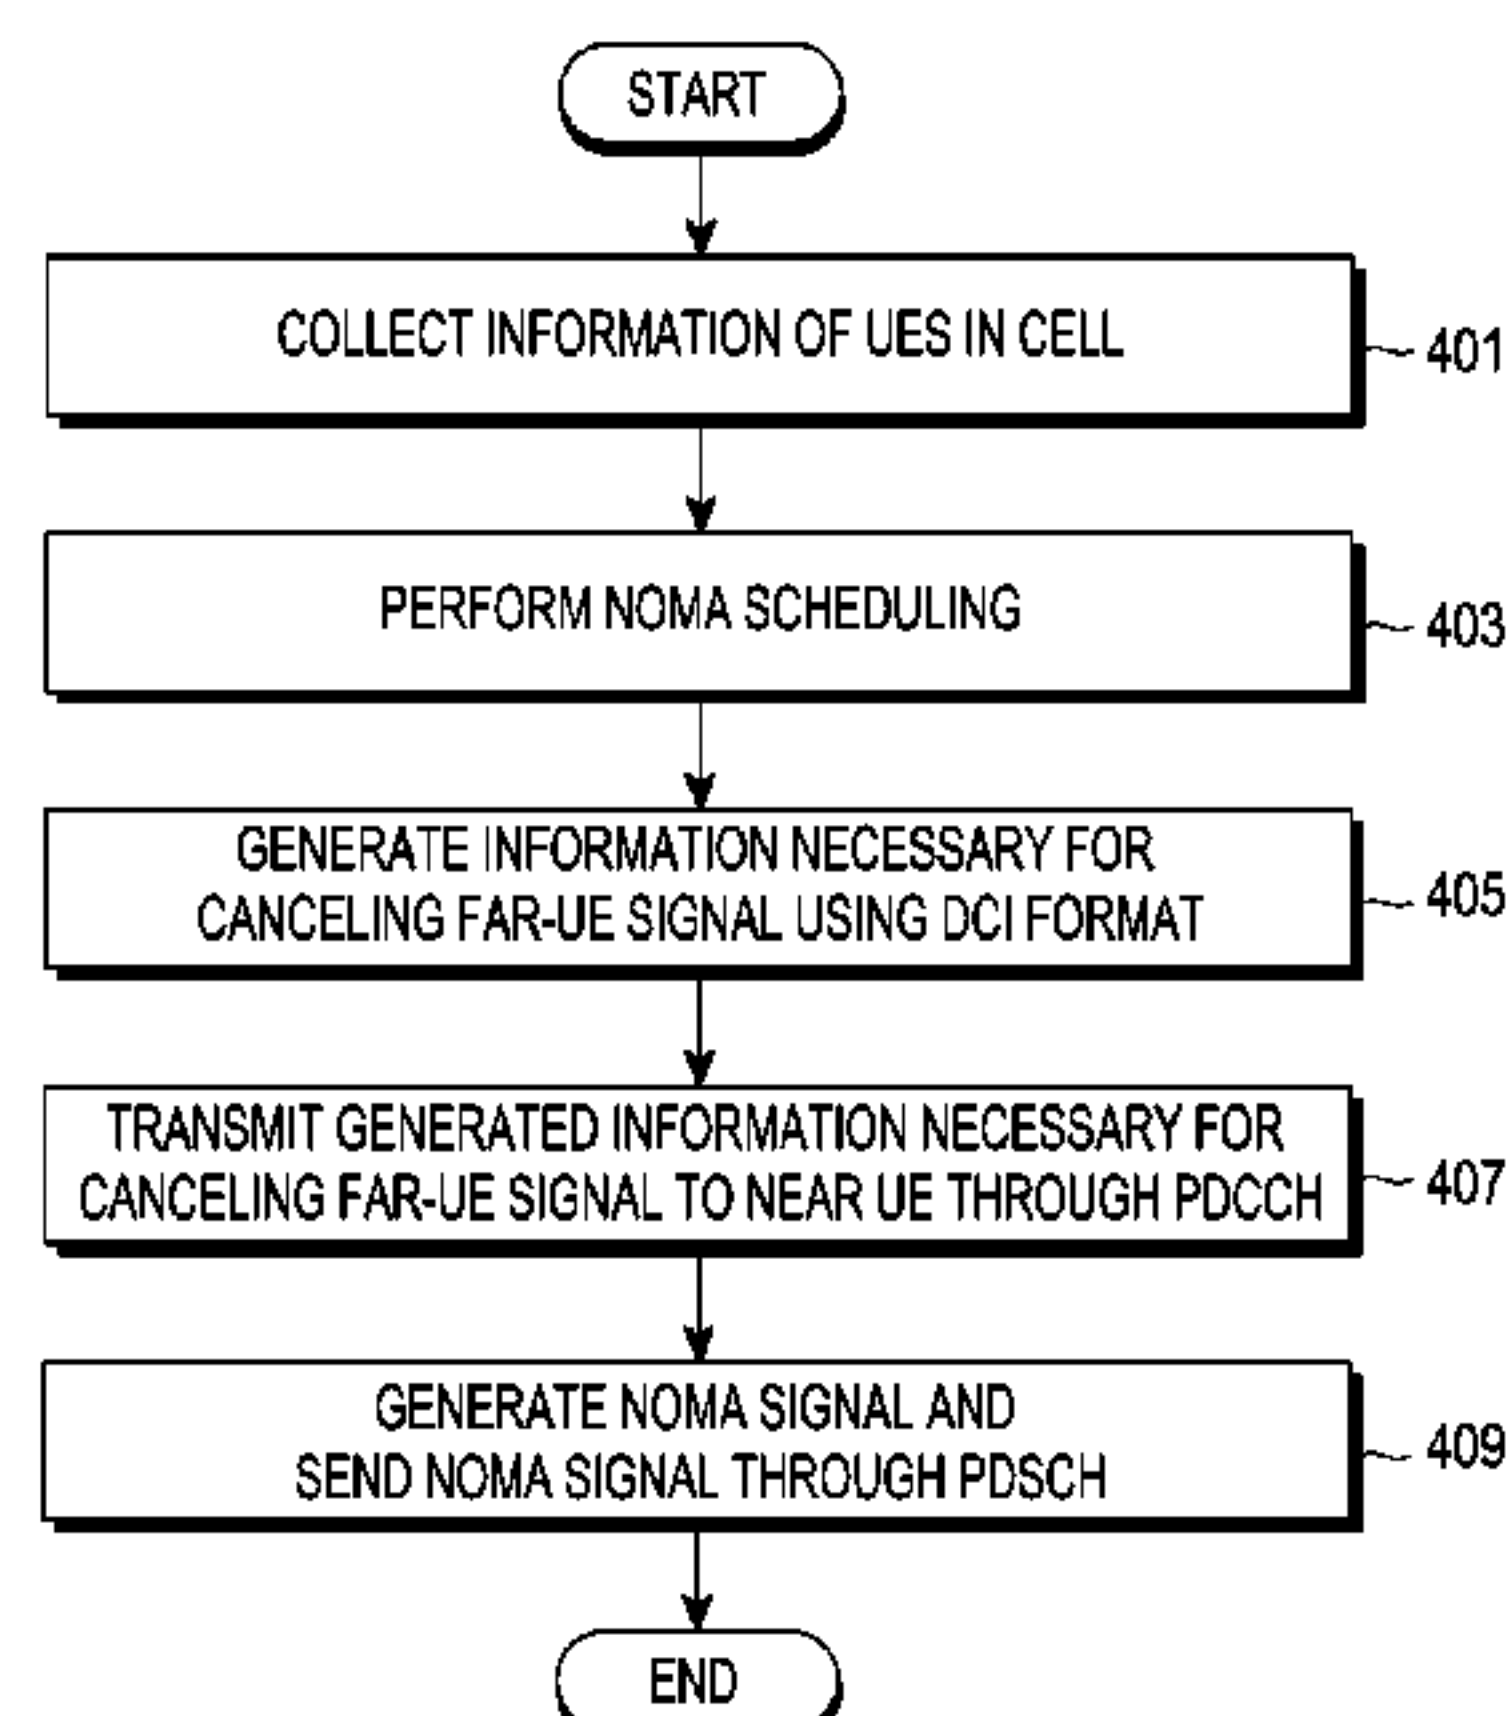 START
COLLECT INFORMATION OF UES IN CELL
401
PERFORM NOMA SCHEDULING
403
GENERATE INFORMATION NECESSARY FOR
CANCELING FAR-UE SIGNAL USING DCI FORMAT
405
TRANSMIT GENERATED INFORMATION NECESSARY FOR
CANCELING FAR-UE SIGNAL TO NEAR UE THROUGH PDCCH
407
GENERATE NOMA SIGNAL AND
SEND NOMA SIGNAL THROUGH PDSCH
409
END